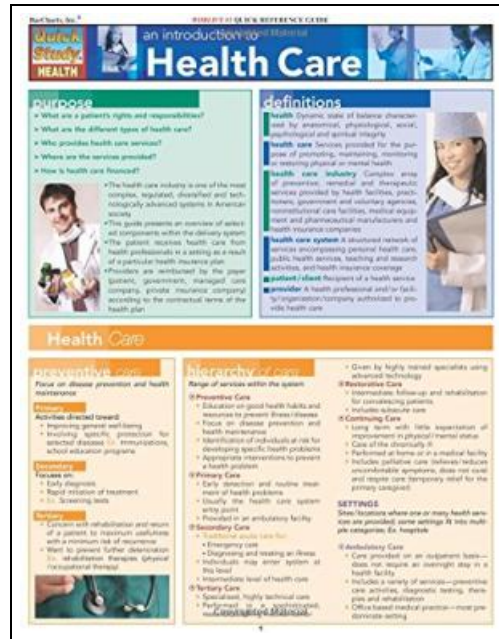 BarCharts, Inc.®
WORLD'S #1 QUICK REFERENCE GUIDE
Quick
Study.
HEALTH
an introduction to
Health Care
purpose
» What are a patient's rights and responsibilities?
» What are the different types of health care?
» Who provides health care services?
» Where are the services provided?
» How is health care financed?
• The health care industry is one of the most
complex, regulated, diversified and tech-
nologically advanced systems in American
society
• This guide presents an overview of select-
ed components within the delivery system
• The patient receives health care from
health professionals in a setting as a result
of a particular health insurance plan
• Providers are reimbursed by the payer
(patient, government, managed care
company, private insurance company)
according to the contractual terms of the
health plan
definitions
health Dynamic state of balance character-
ized by anatomical, physiological, social,
psychological and spiritual integrity
health care Services provided for the pur-
pose of promoting, maintaining, monitoring
or restoring physical or mental health
health care industry Complex array
of preventive, remedial and therapeutic
services provided by health facilities, practi-
tioners, government and voluntary agencies,
noninstitutional care facilities, medical equip-
ment and pharmaceutical manufacturers and
health insurance companies
health care system A structured network of
services encompassing personal health care,
public health services, teaching and research
activities, and health insurance coverage
patient/client Recipient of a health service
provider A health professional and/or facil-
ity/organization/company authorized to pro-
vide health care
Health Care
preventive care
Focus on disease prevention and health
maintenance
Primary
Activities directed toward:
• Improving general well-being
• Involving specific protection for
selected diseases Ex. Immunizations,
school education programs
Secondary
Focuses on:
• Early diagnosis
• Rapid initiation of treatment
• Ex. Screening tests
Tertiary
• Concern with rehabilitation and return
of a patient to maximum usefulness
with a minimum risk of recurrence
• Want to prevent further deterioration
Ex. rehabilitation therapies (physical
/occupational therapy)
hierarchy of care
Range of services within the system
Preventive Care
• Education on good health habits and
resources to prevent illness/disease
• Focus on disease prevention and
health maintenance
• Identification of individuals at risk for
developing specific health problems
• Appropriate interventions to prevent
a health problem
Primary Care
• Early detection and routine treat-
ment of health problems
• Usually the health care system
entry point
• Provided in an ambulatory facility
Secondary Care
Traditional acute care for:
• Emergency care
• Diagnosing and treating an illness
• Individuals may enter system at
this level
• Intermediate level of health care
Tertiary Care
• Specialized, highly technical care
• Performed in a sophisticated,
• Given by highly trained specialists using
advanced technology
Restorative Care
• Intermediate follow-up and rehabilitation
for convalescing patients
• Includes subacute care
Continuing Care
• Long term with little expectation of
improvement in physical/mental status
• Care of the chronically ill
• Performed at home or in a medical facility
• Includes palliative care (relieves/reduces
uncomfortable symptoms, does not cure)
and respite care (temporary relief for the
primary caregiver)
SETTINGS
Sites/locations where one or many health serv-
ices are provided; some settings fit into multi-
ple categories; Ex. hospitals
Ambulatory Care
• Care provided on an outpatient basis—
does not require an overnight stay in a
health facility
• Includes a variety of services—preventive
care activities, diagnostic testing, thera-
pies and rehabilitation
• Office based medical practice—most pre-
dominate setting
Copyrighted Material